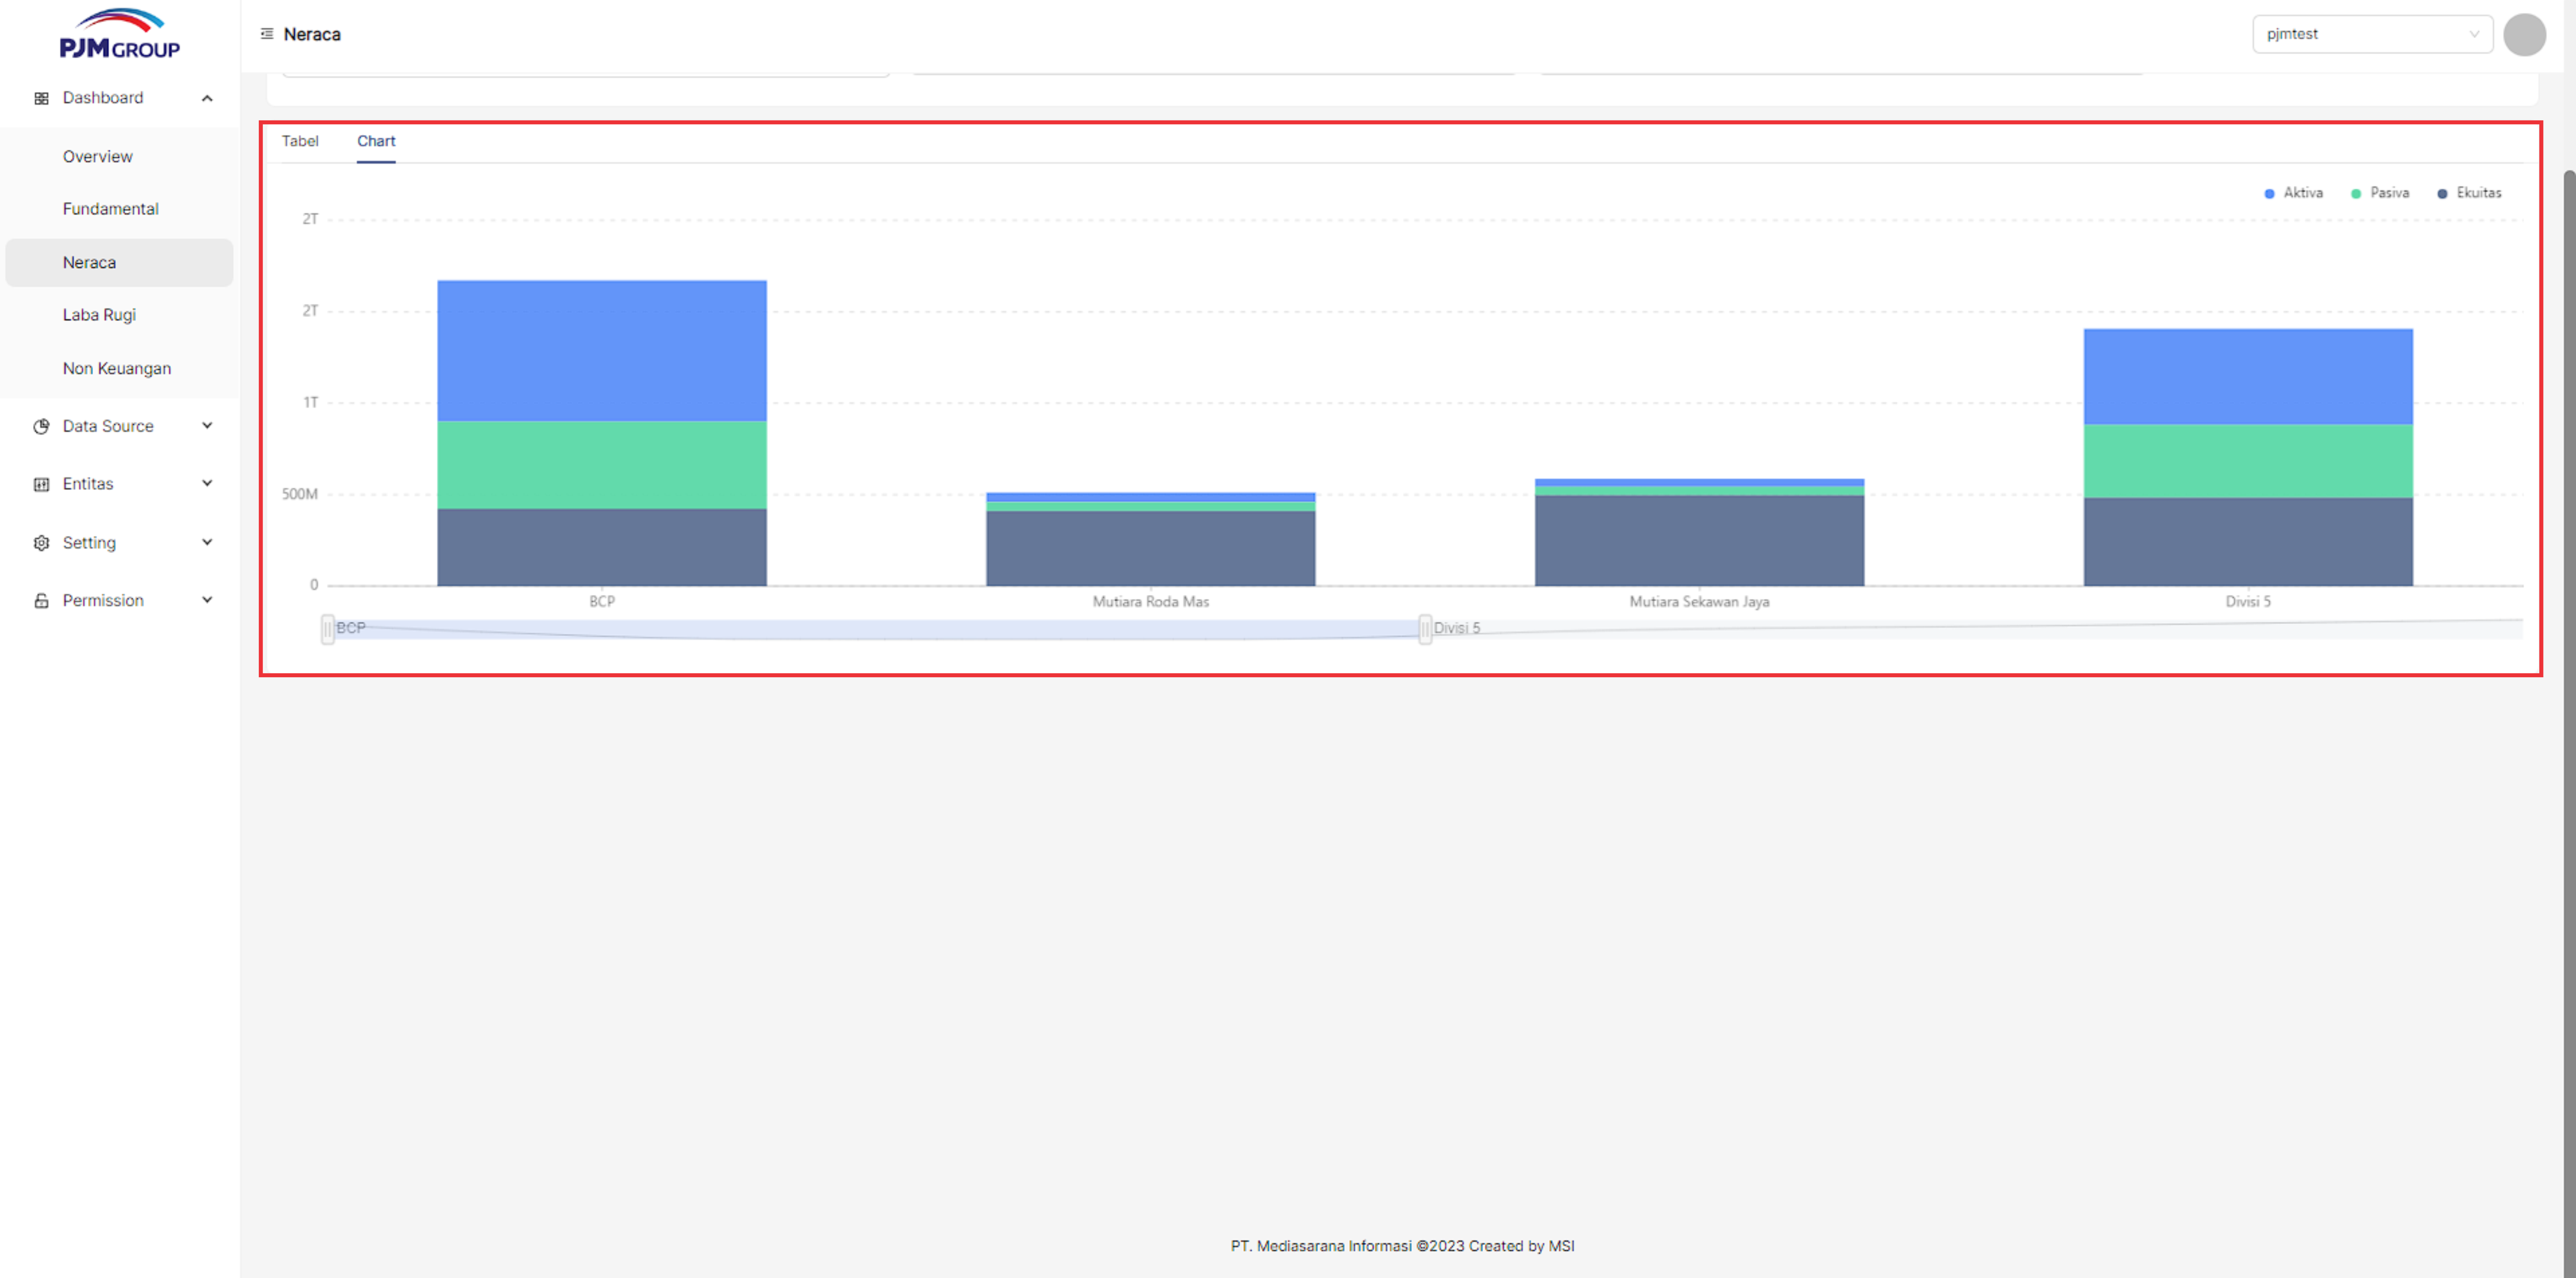 PJM GROUP
Neraca
pjmtest
Dashboard
Overview
Fundamental
Neraca
Laba Rugi
Non Keuangan
Data Source
Entitas
Setting
Permission
Tabel Chart
Aktiva Pasiva Ekuitas
2T
2T
1T
500M
0
BCP Mutiara Roda Mas Mutiara Sekawan Jaya Divisi 5
BCP Divisi 5
PT. Mediasarana Informasi ©2023 Created by MSI